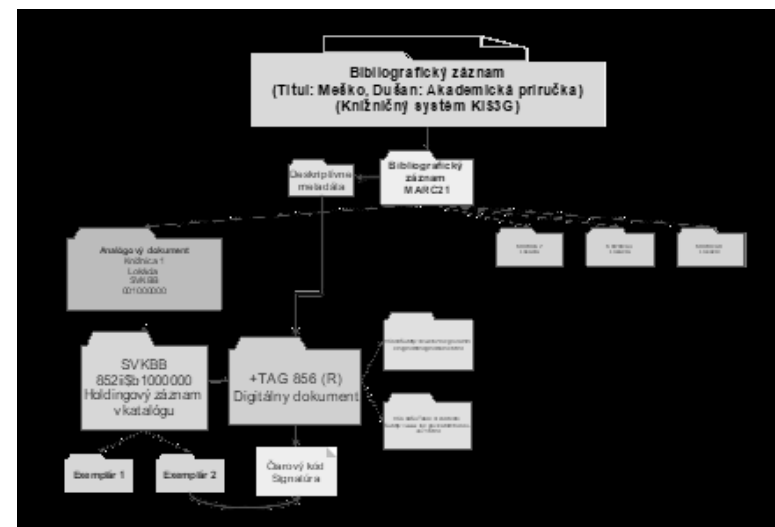 Bibliografický záznam
(Titul: Meško, Dušan: Akademická príručka)
(Knižničný systém KIS3G)
Deskriptívne
metadáta
Bibliografický
záznam
MARC21
Analógový dokument
Knižnica 1
Lokácia
SVKBB
001000000
SVKBB
852ii$b1000000
Holdingový záznam
v katalógu
+TAG 856 (R)
Digitálny dokument
Exemplár 1
Exemplár 2
Čiarový kód
Signatúra